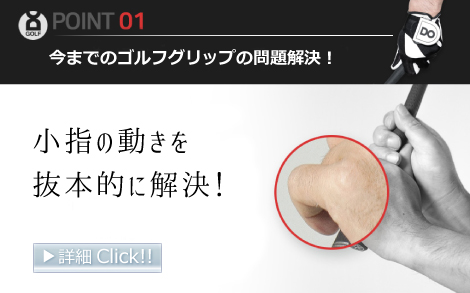 DO
GOLF
POINT 01
今までのゴルフグリップの問題解決！
DO
小指の動きを
抜本的に解決！
▶詳細 Click!!